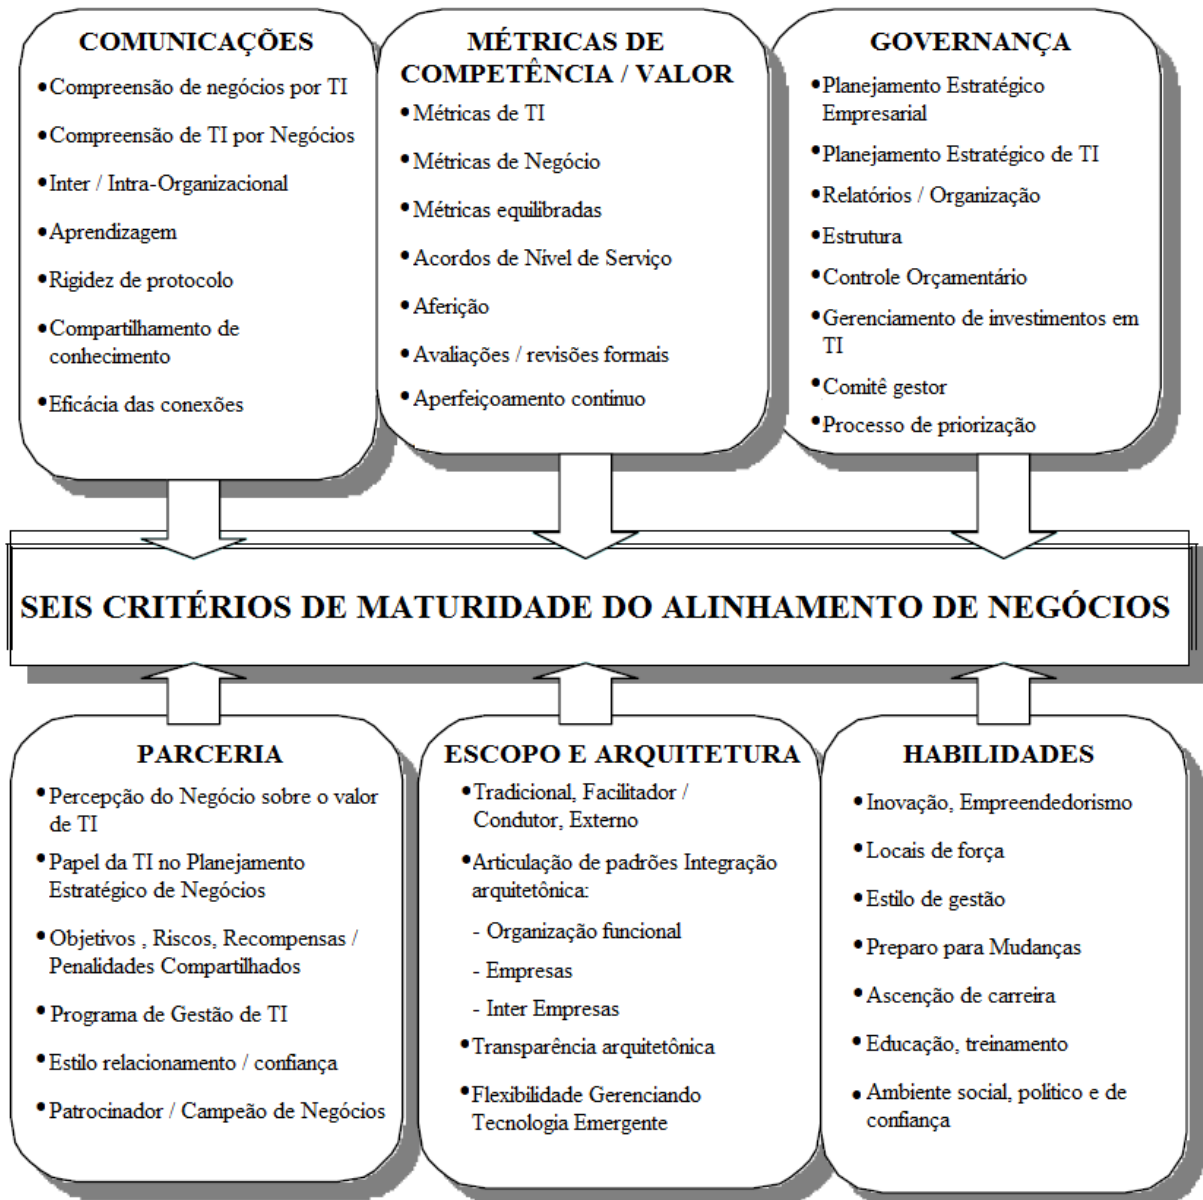 COMUNICAÇÕES
•Compreensão de negócios por TI
•Compreensão de TI por Negócios
•Inter / Intra-Organizacional
•Aprendizagem
•Rigidez de protocolo
•Compartilhamento de
conhecimento
•Eficácia das conexões
MÉTRICAS DE
COMPETÊNCIA / VALOR
•Métricas de TI
•Métricas de Negócio
•Métricas equilibradas
•Acordos de Nível de Serviço
•Aferição
•Avaliações / revisões formais
•Aperfeiçoamento continuo
GOVERNANÇA
•Planejamento Estratégico
Empresarial
•Planejamento Estratégico de TI
•Relatórios / Organização
•Estrutura
•Controle Orçamentário
•Gerenciamento de investimentos em
TI
•Comitê gestor
•Processo de priorização
SEIS CRITÉRIOS DE MATURIDADE DO ALINHAMENTO DE NEGÓCIOS
PARCERIA
•Percepção do Negócio sobre o valor
de TI
•Papel da TI no Planejamento
Estratégico de Negócios
•Objetivos , Riscos, Recompensas /
Penalidades Compartilhados
•Programa de Gestão de TI
•Estilo relacionamento / confiança
•Patrocinador / Campeão de Negócios
ESCOPO E ARQUITETURA
•Tradicional, Facilitador /
Condutor, Externo
•Articulação de padrões Integração
arquitetônica:
- Organização funcional
- Empresas
- Inter Empresas
•Transparência arquitetônica
•Flexibilidade Gerenciando
Tecnologia Emergente
HABILIDADES
•Inovação, Empreendedorismo
•Locais de força
•Estilo de gestão
•Preparo para Mudanças
•Ascenção de carreira
•Educação, treinamento
•Ambiente social, político e de
confiança